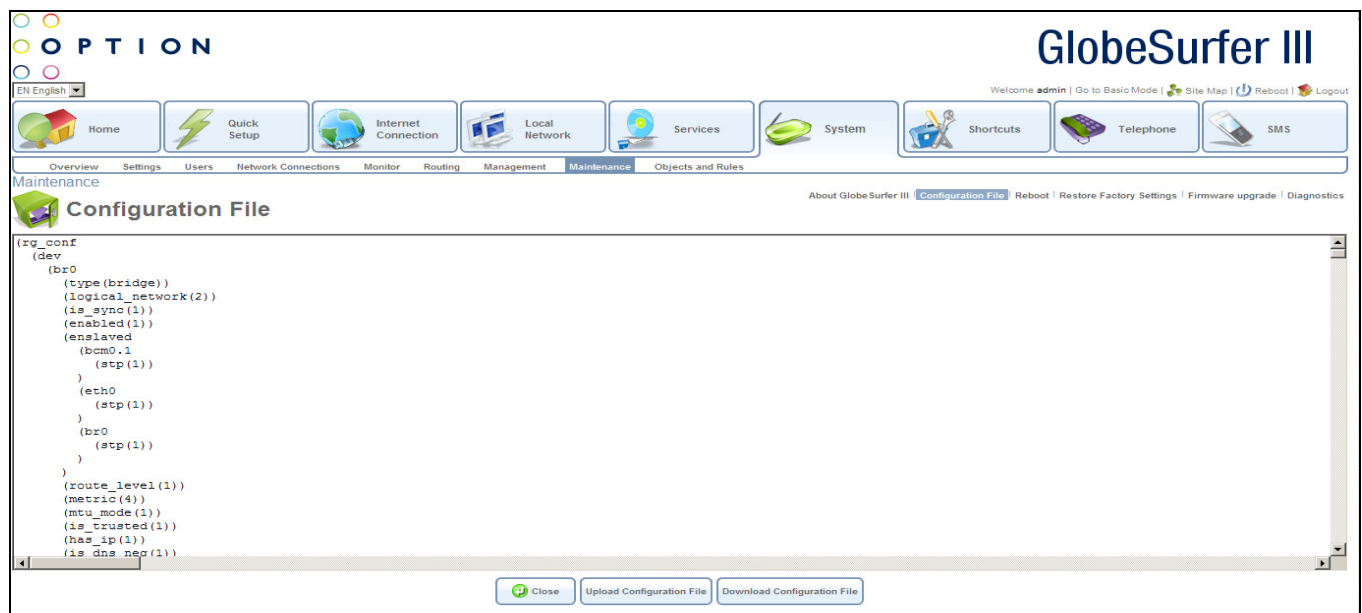 OPTION
GlobeSurfer III
EN English
Welcome admin | Go to Basic Mode | Site Map | Reboot | Logout
Home
Quick Setup
Internet Connection
Local Network
Services
System
Shortcuts
Telephone
SMS
Overview Settings Users Network Connections Monitor Routing Management Maintenance Objects and Rules
Maintenance
Configuration File
About GlobeSurfer III | Configuration File | Reboot | Restore Factory Settings | Firmware upgrade | Diagnostics
(rg_conf
  (dev
    (br0
      (type(bridge))
      (logical_network(2))
      (is_sync(1))
      (enabled(1))
      (enslaved
        (bcm0.1
          (stp(1))
        )
        (eth0
          (stp(1))
        )
        (br0
          (stp(1))
        )
      )
      (route_level(1))
      (metric(4))
      (mtu_mode(1))
      (is_trusted(1))
      (has_ip(1))
      (is_dns_neg(1))
Close
Upload Configuration File
Download Configuration File